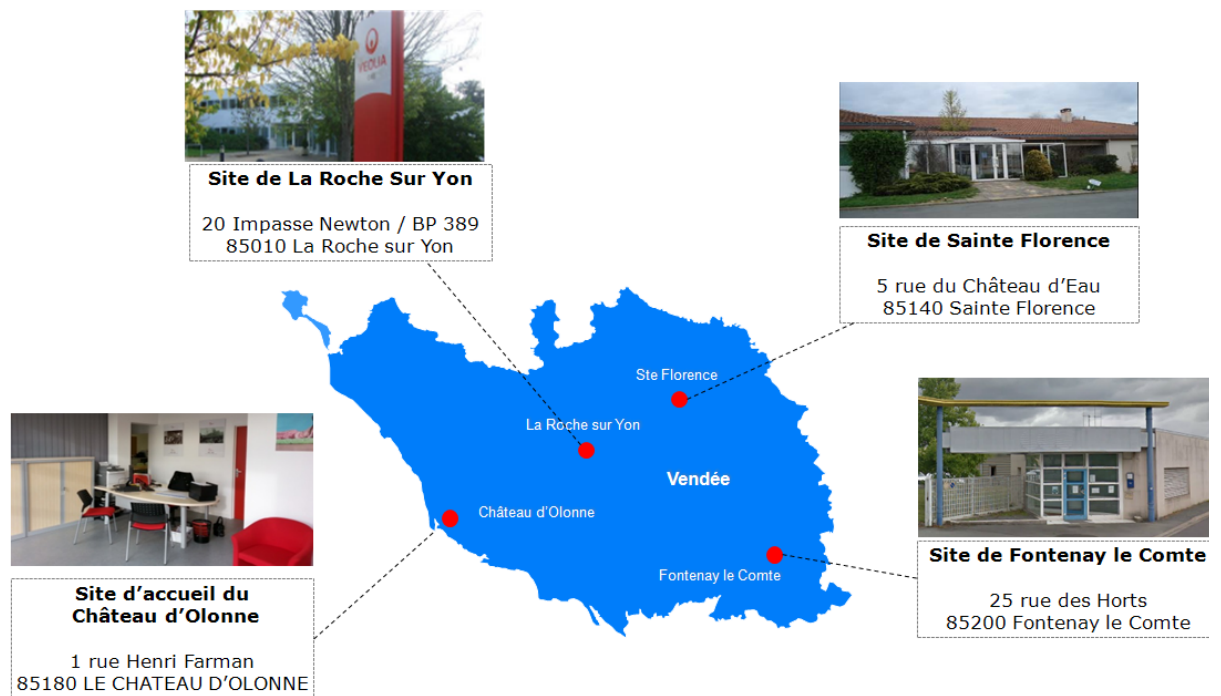 VEOLIA
Site de La Roche Sur Yon
20 Impasse Newton / BP 389
85010 La Roche sur Yon
Site de Sainte Florence
5 rue du Château d’Eau
85140 Sainte Florence
Ste Florence
La Roche sur Yon
Vendée
Château d’Olonne
Fontenay le Comte
Site de Fontenay le Comte
25 rue des Horts
85200 Fontenay le Comte
Site d’accueil du
Château d’Olonne
1 rue Henri Farman
85180 LE CHATEAU D’OLONNE